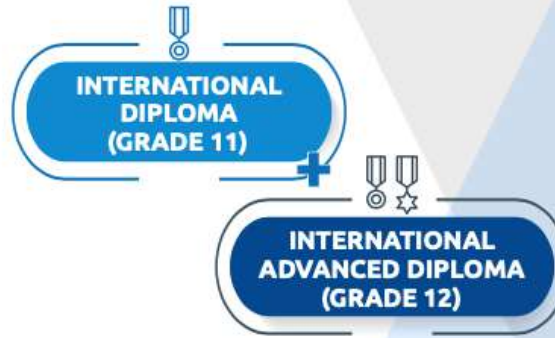 INTERNATIONAL
DIPLOMA
(GRADE 11)
INTERNATIONAL
ADVANCED DIPLOMA
(GRADE 12)